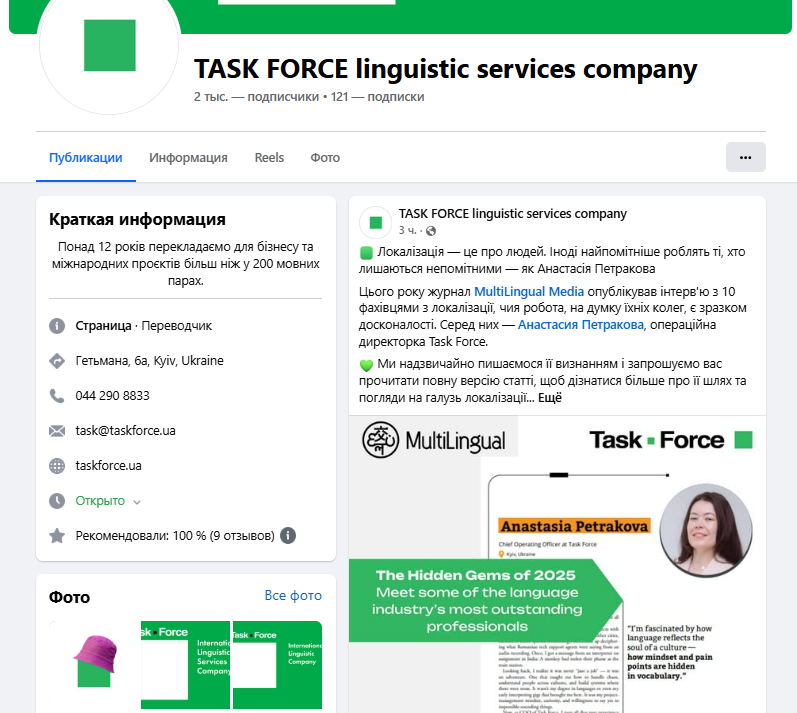 TASK FORCE linguistic services company
2 тыс. — подписчики • 121 — подписки
Публикации
Информация
Reels
Фото
Краткая информация
Понад 12 років перекладаємо для бізнесу та
міжнародних проєктів більш ніж у 200 мовних
парах.
Страница · Переводчик
Гетьмана, 6а, Kyiv, Ukraine
044 290 8833
task@taskforce.ua
taskforce.ua
Открыто
Рекомендовали: 100 % (9 отзывов)
Фото
Все фото
sk Force
Internatio
Linguistic
Services
Company
Task Force
International
Linguistic
Company
TASK FORCE linguistic services company
3 ч. ·
Локалізація — це про людей. Іноді найпомітніше роблять ті, хто
лишаються непомітними — як Анастасія Петракова
Цього року журнал MultiLingual Media опублікував інтерв'ю з 10
фахівцями з локалізації, чия робота, на думку їхніх колег, є зразком
досконалості. Серед них — Анастасия Петракова, операційна
директорка Task Force.
Ми надзвичайно пишаємося її визнанням і запрошуємо вас
прочитати повну версію статті, щоб дізнатися більше про її шлях та
погляди на галузь локалізації... Ещё
MultiLingual
Task Force
Anastasia Petrakova
Chief Operating Officer at Task Force
Kyiv, Ukraine
The Hidden Gems of 2025
Meet some of the language
industry's most outstanding
professionals
"I'm fascinated by how
language reflects the
soul of a culture—
how mindset and pain
points are hidden
in vocabulary."